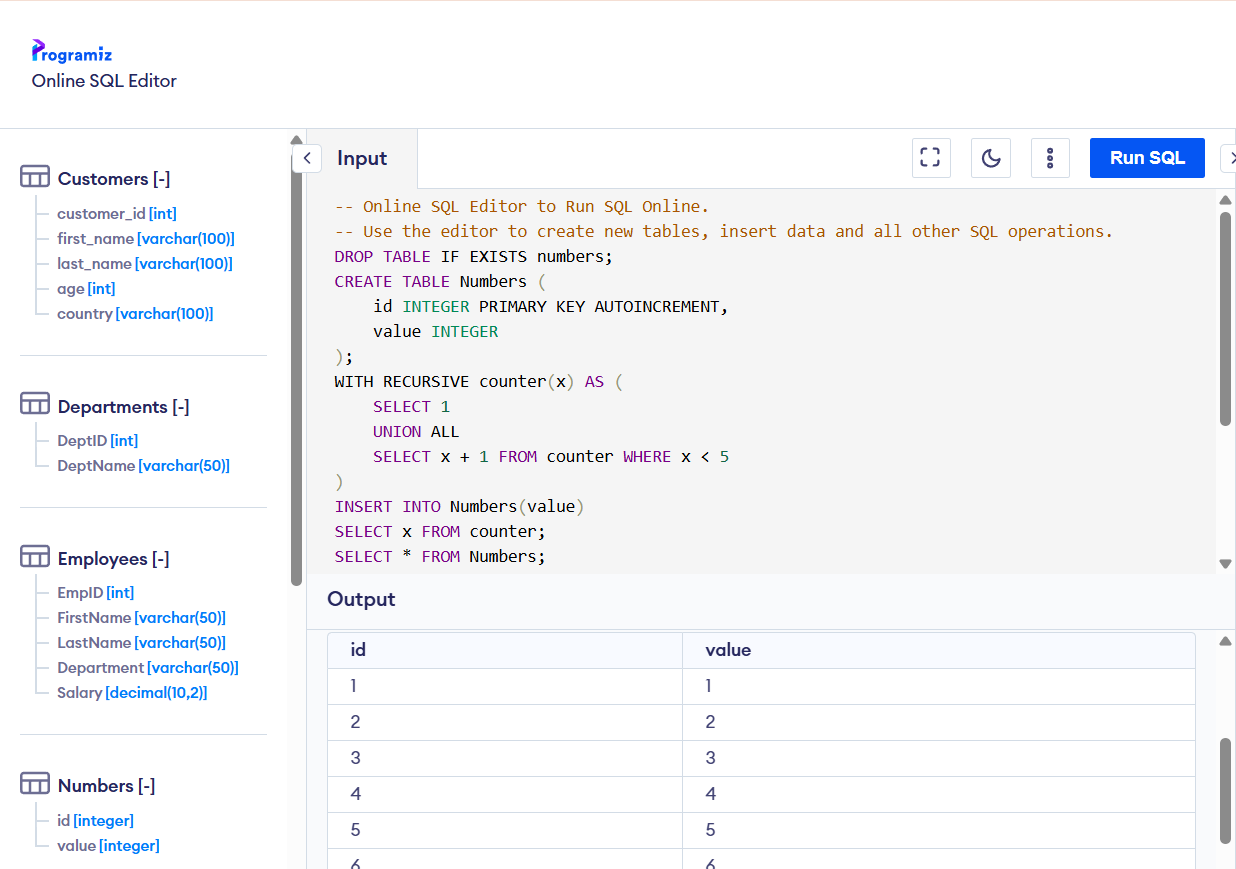 Programiz
Online SQL Editor
Customers [-]
customer_id [int]
first_name [varchar(100)]
last_name [varchar(100)]
age [int]
country [varchar(100)]
Departments [-]
DeptID [int]
DeptName [varchar(50)]
Employees [-]
EmpID [int]
FirstName [varchar(50)]
LastName [varchar(50)]
Department [varchar(50)]
Salary [decimal(10,2)]
Numbers [-]
id [integer]
value [integer]
Input
Run SQL
-- Online SQL Editor to Run SQL Online.
-- Use the editor to create new tables, insert data and all other SQL operations.
DROP TABLE IF EXISTS numbers;
CREATE TABLE Numbers (
    id INTEGER PRIMARY KEY AUTOINCREMENT,
    value INTEGER
);
WITH RECURSIVE counter(x) AS (
    SELECT 1
    UNION ALL
    SELECT x + 1 FROM counter WHERE x < 5
)
INSERT INTO Numbers(value)
SELECT x FROM counter;
SELECT * FROM Numbers;
Output
id value
1 1
2 2
3 3
4 4
5 5
6 6